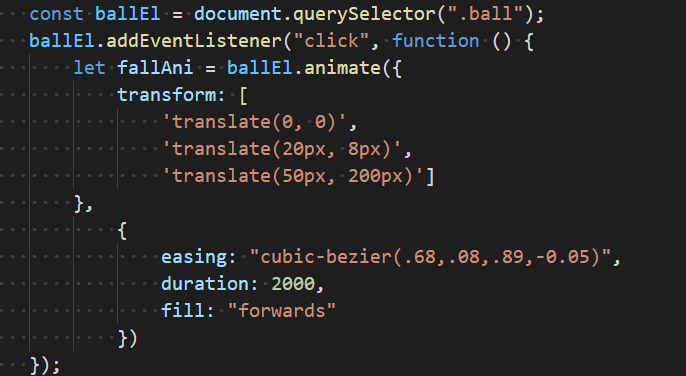 const ballEl = document.querySelector(".ball");
ballEl.addEventListener("click", function () {
    let fallAni = ballEl.animate({
        transform: [
            'translate(0, 0)',
            'translate(20px, 8px)',
            'translate(50px, 200px)']
    },
        {
            easing: "cubic-bezier(.68,.08,.89,-0.05)",
            duration: 2000,
            fill: "forwards"
        })
});